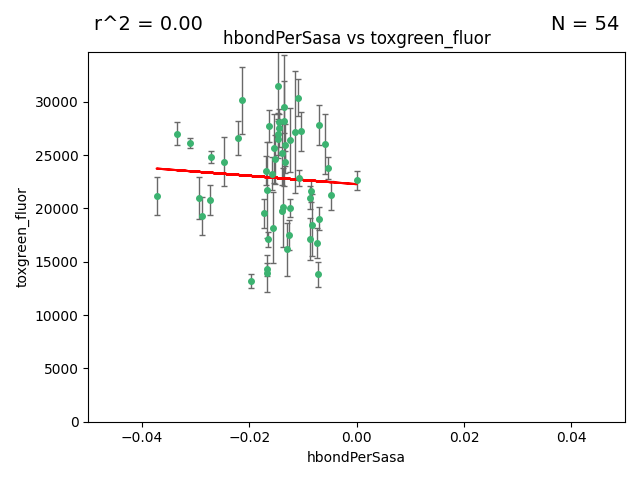 r^2 = 0.00
N = 54
hbondPerSasa vs toxgreen_fluor
30000
25000
20000
15000
10000
5000
0
toxgreen_fluor
−0.04
−0.02
0.00
0.02
0.04
hbondPerSasa